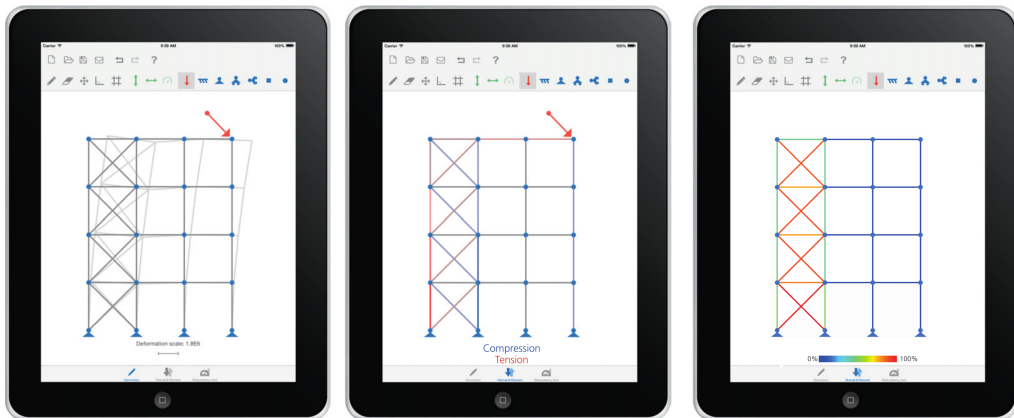 Carrier 9:39 AM 100%
?
Deformation scale: 1.8E6
Geometry
Carrier 9:39 AM 100%
?
Compression
Tension
Carrier 9:39 AM 100%
?
0% 100%